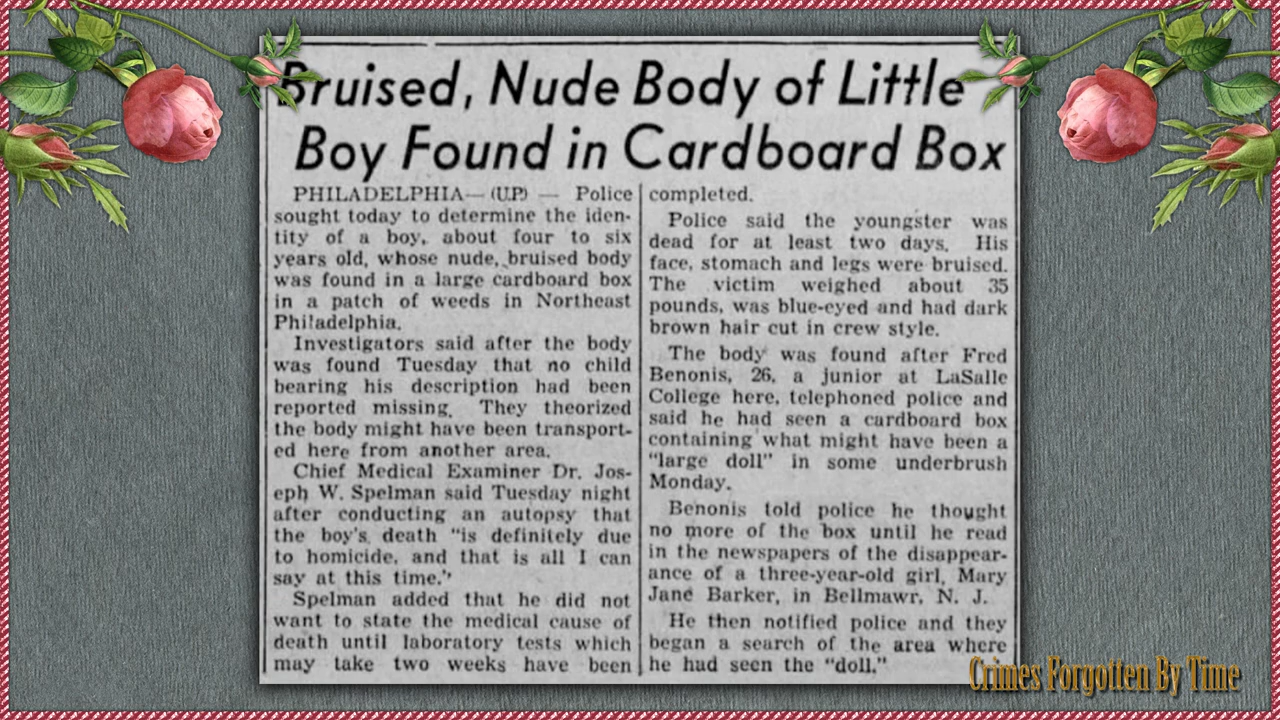 Bruised, Nude Body of Little
Boy Found in Cardboard Box
PHILADELPHIA— (U.P.) — Police
sought today to determine the iden-
tity of a boy, about four to six
years old, whose nude, bruised body
was found in a large cardboard box
in a patch of weeds in Northeast
Philadelphia.
Investigators said after the body
was found Tuesday that no child
bearing his description had been
reported missing. They theorized
the body might have been transport-
ed here from another area.
Chief Medical Examiner Dr. Jos-
eph W. Spelman said Tuesday night
after conducting an autopsy that
the boy's death "is definitely due
to homicide, and that is all I can
say at this time."
Spelman added that he did not
want to state the medical cause of
death until laboratory tests which
may take two weeks have been
completed.
Police said the youngster was
dead for at least two days. His
face, stomach and legs were bruised.
The victim weighed about 35
pounds, was blue-eyed and had dark
brown hair cut in crew style.
The body was found after Fred
Benonis, 26, a junior at LaSalle
College here, telephoned police and
said he had seen a cardboard box
containing what might have been a
"large doll" in some underbrush
Monday.
Benonis told police he thought
no more of the box until he read
in the newspapers of the disappear-
ance of a three-year-old girl, Mary
Jane Barker, in Bellmawr, N. J.
He then notified police and they
began a search of the area where
he had seen the "doll."
Crimes Forgotten By Time